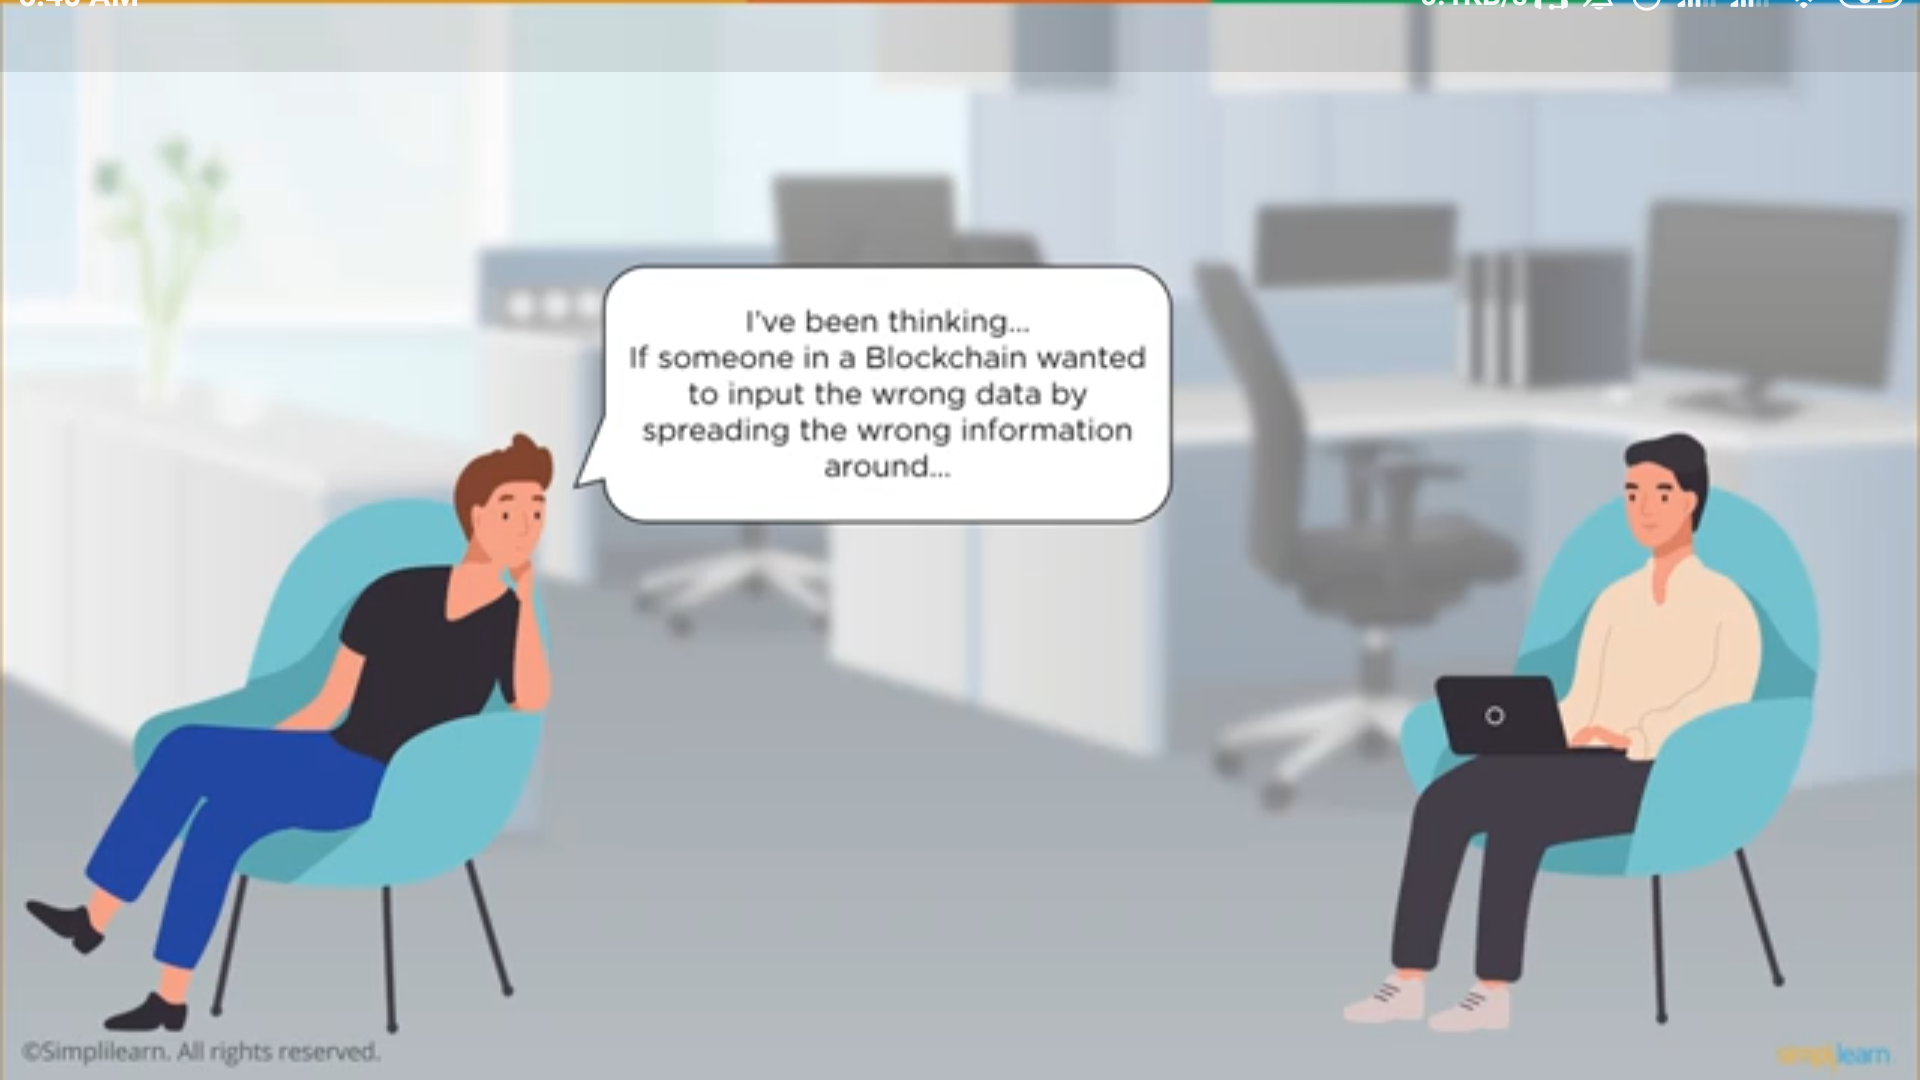 I've been thinking...
If someone in a Blockchain wanted
to input the wrong data by
spreading the wrong information
around...
©Simplilearn. All rights reserved.
simplilearn